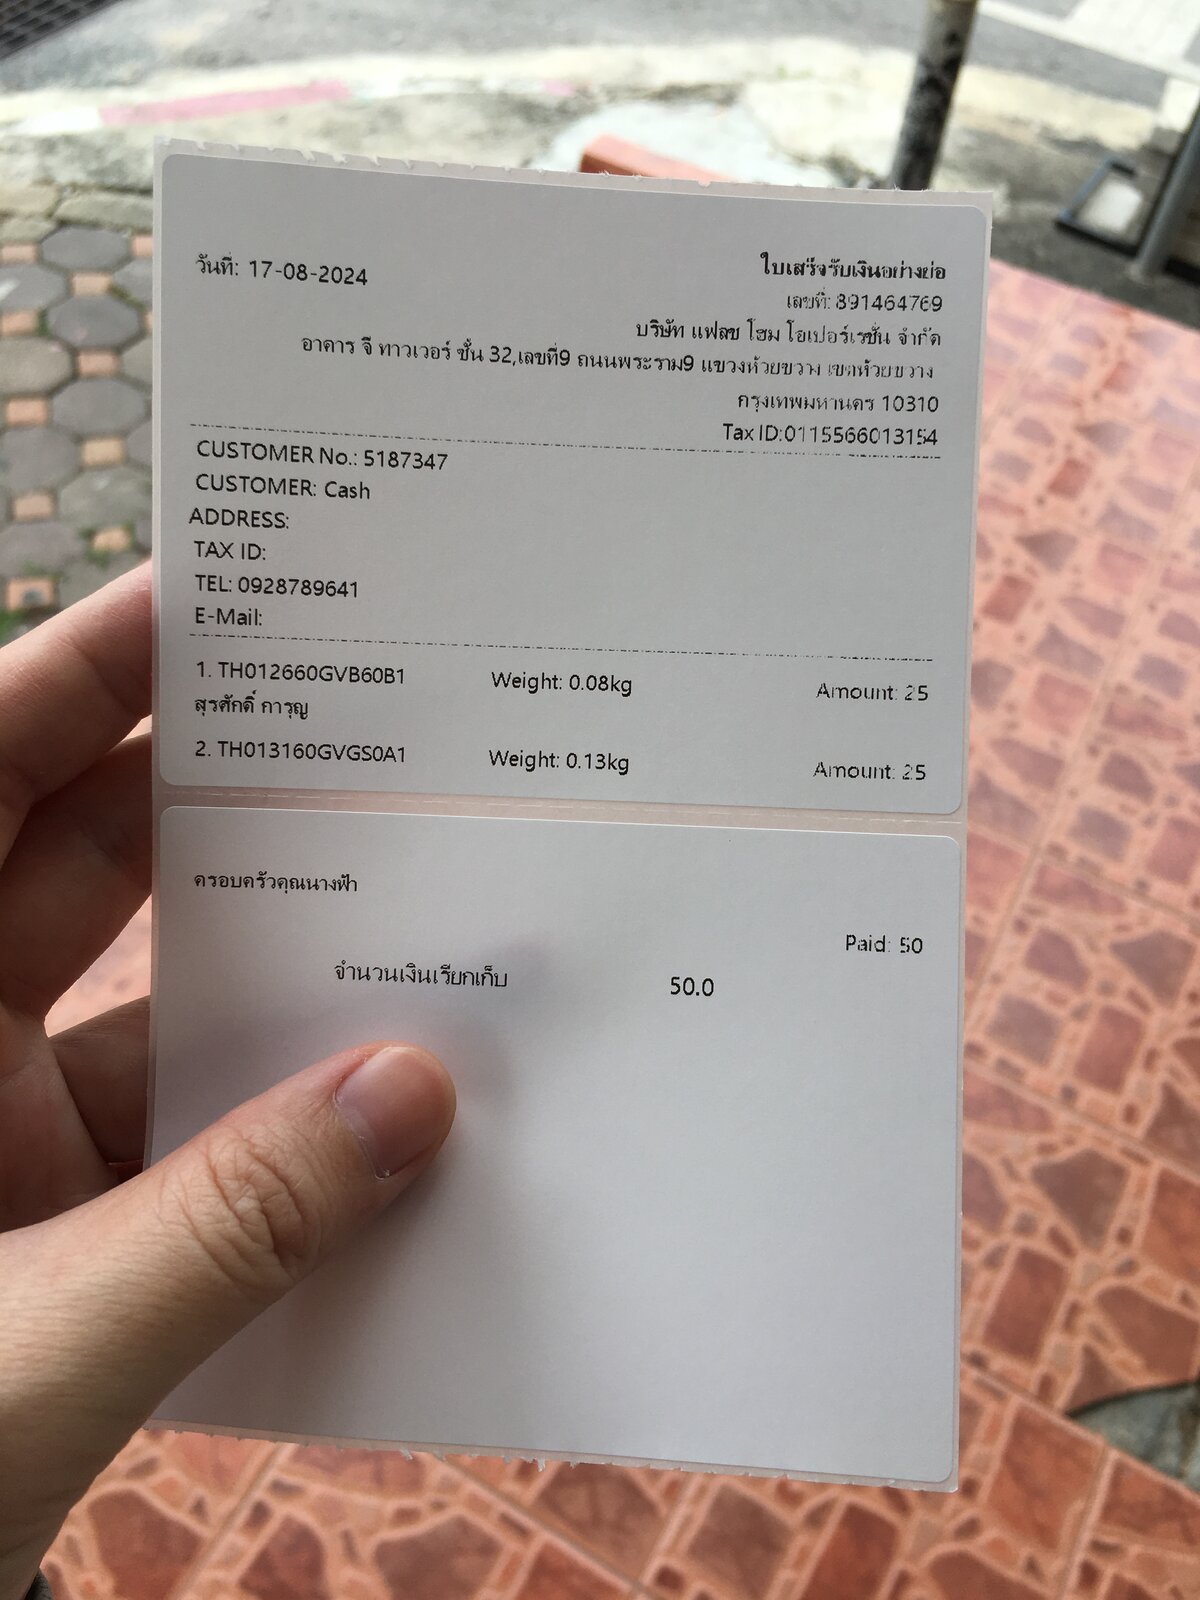 วันที่: 17-08-2024
ใบเสร็จรับเงินอย่างย่อ
เลขที่: 891464769
บริษัท แฟลช โฮม โอเปอร์เรชั่น จำกัด
อาคาร จี ทาวเวอร์ ชั้น 32,เลขที่9 ถนนพระราม9 แขวงห้วยขวาง เขตห้วยขวาง
กรุงเทพมหานคร 10310
Tax ID:0115566013154
CUSTOMER No.: 5187347
CUSTOMER: Cash
ADDRESS:
TAX ID:
TEL: 0928789641
E-Mail:
1. TH012660GVB60B1 Weight: 0.08kg Amount: 25
สุรศักดิ์ การุญ
2. TH013160GVGS0A1 Weight: 0.13kg Amount: 25
ครอบครัวคุณนางฟ้า
Paid: 50
จำนวนเงินเรียกเก็บ 50.0